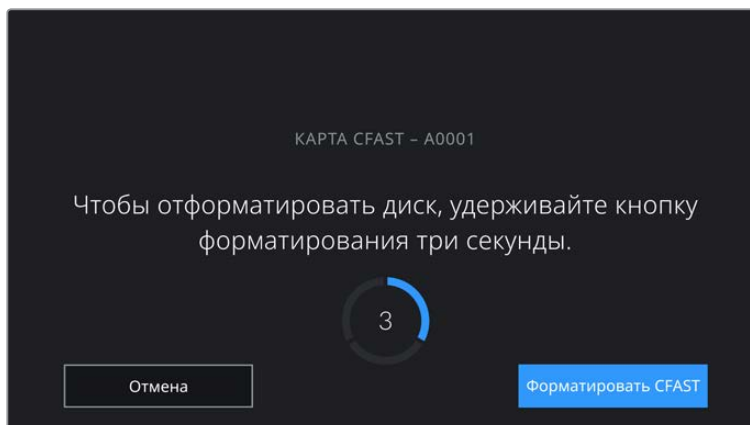 КАРТА CFAST – A0001
Чтобы отформатировать диск, удерживайте кнопку
форматирования три секунды.
3
Отмена
Форматировать CFAST